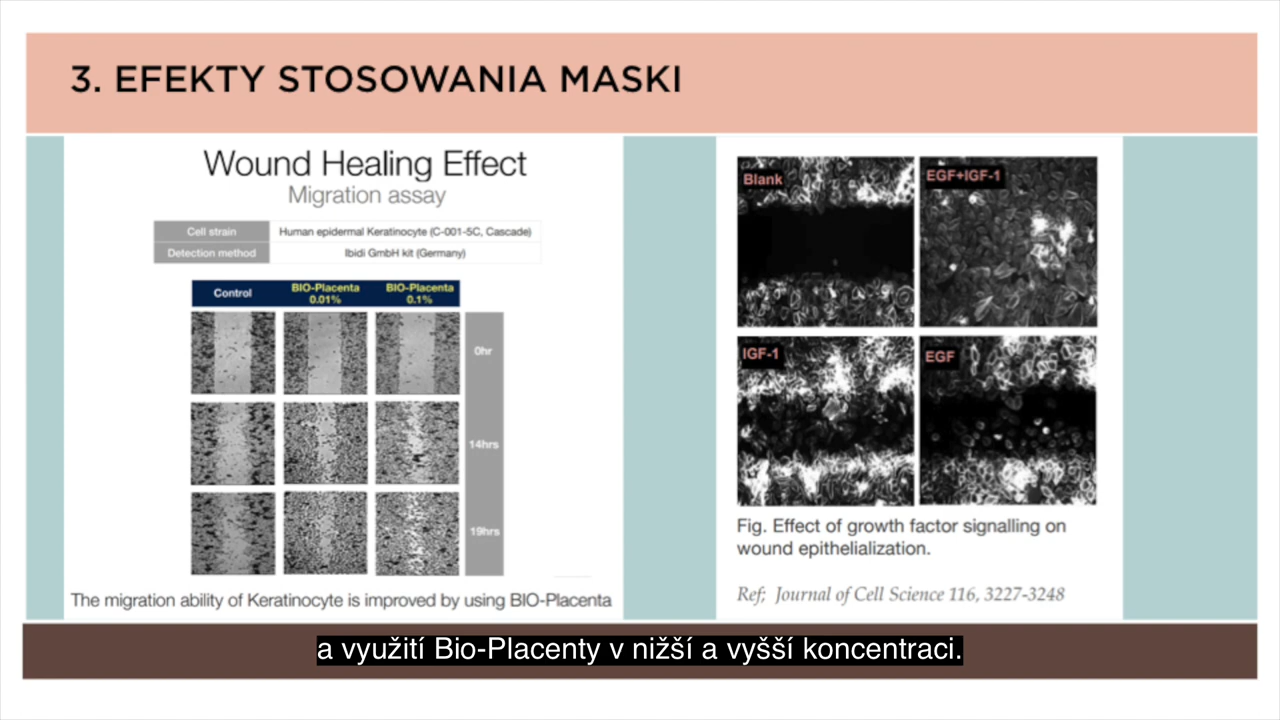 3. EFEKTY STOSOWANIA MASKI
Wound Healing Effect
Migration assay
Cell strain
Human epidermal Keratinocyte (C-001-5C, Cascade)
Detection method
Ibidi GmbH kit (Germany)
Control
BIO-Placenta
0.01%
BIO-Placenta
0.1%
0hr
14hrs
19hrs
The migration ability of Keratinocyte is improved by using BIO-Placenta
Blank
EGF+IGF-1
IGF-1
EGF
Fig. Effect of growth factor signalling on
wound epithelialization.
Ref; Journal of Cell Science 116, 3227-3248
a využití Bio-Placenty v nižší a vyšší koncentraci.